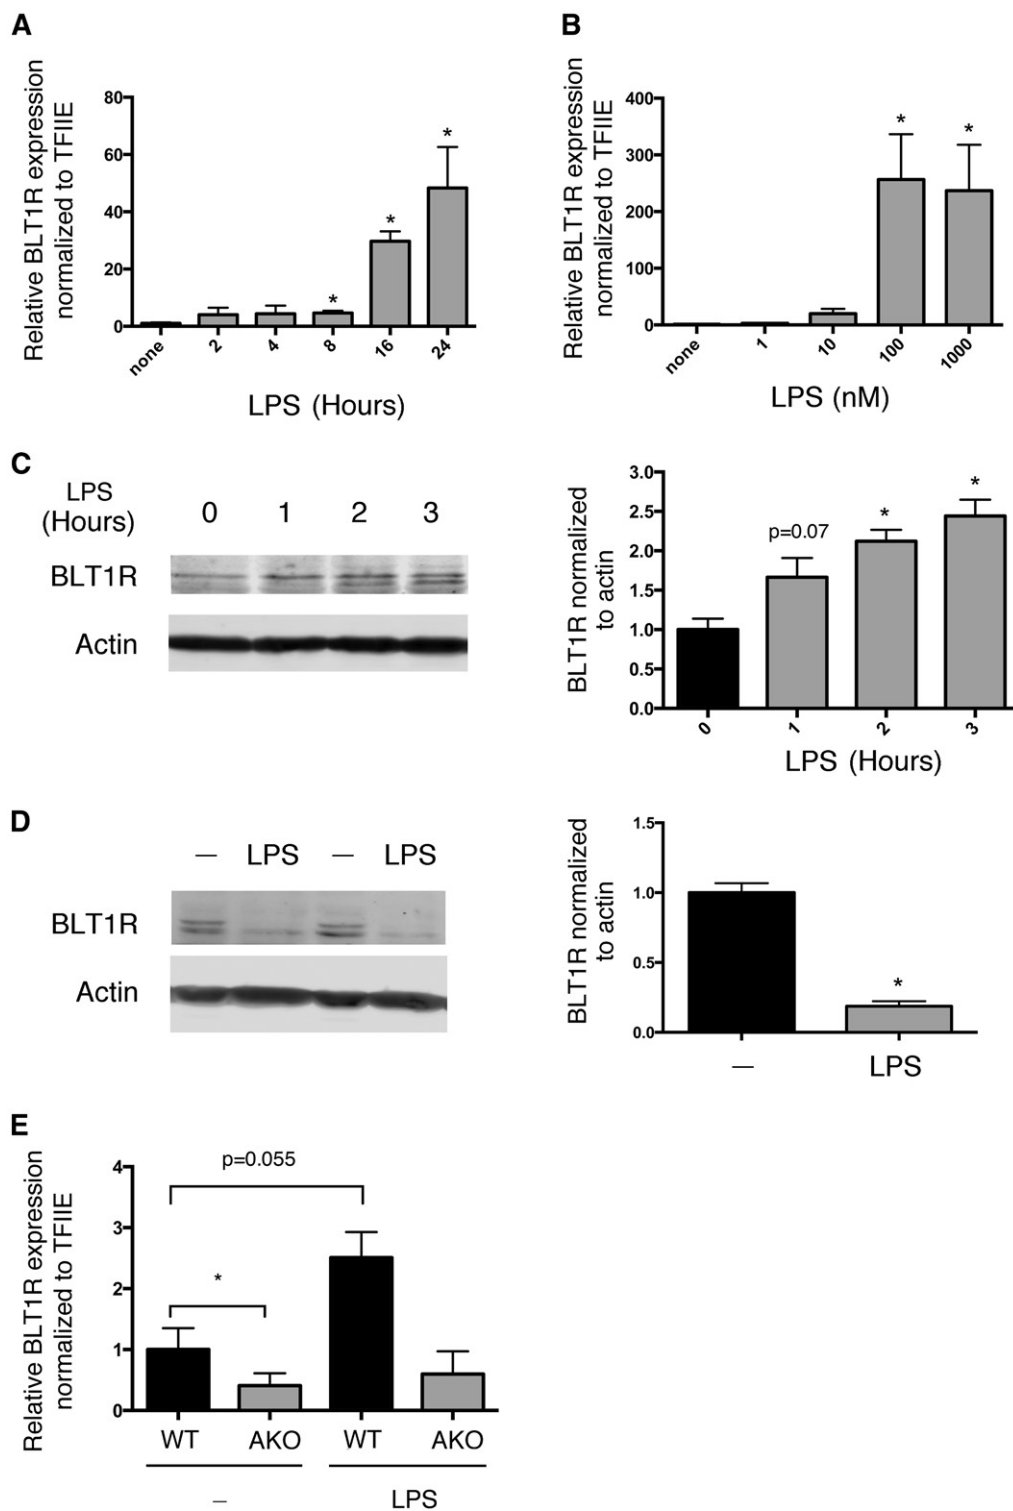 A
Relative BLT1R expression
normalized to TFIIE
80
60
40
20
0
*
*
*
none
2
4
8
16
24
LPS (Hours)
B
Relative BLT1R expression
normalized to TFIIE
400
300
200
100
0
*
*
none
1
10
100
1000
LPS (nM)
C
LPS
(Hours)
0 1 2 3
BLT1R
Actin
BLT1R normalized
to actin
3.0
2.5
2.0
1.5
1.0
0.5
0.0
p=0.07
*
*
0
1
2
3
LPS (Hours)
D
— LPS — LPS
BLT1R
Actin
BLT1R normalized
to actin
1.5
1.0
0.5
0.0
*
— LPS
E
Relative BLT1R expression
normalized to TFIIE
4
3
2
1
0
p=0.055
*
WT AKO WT AKO
– LPS